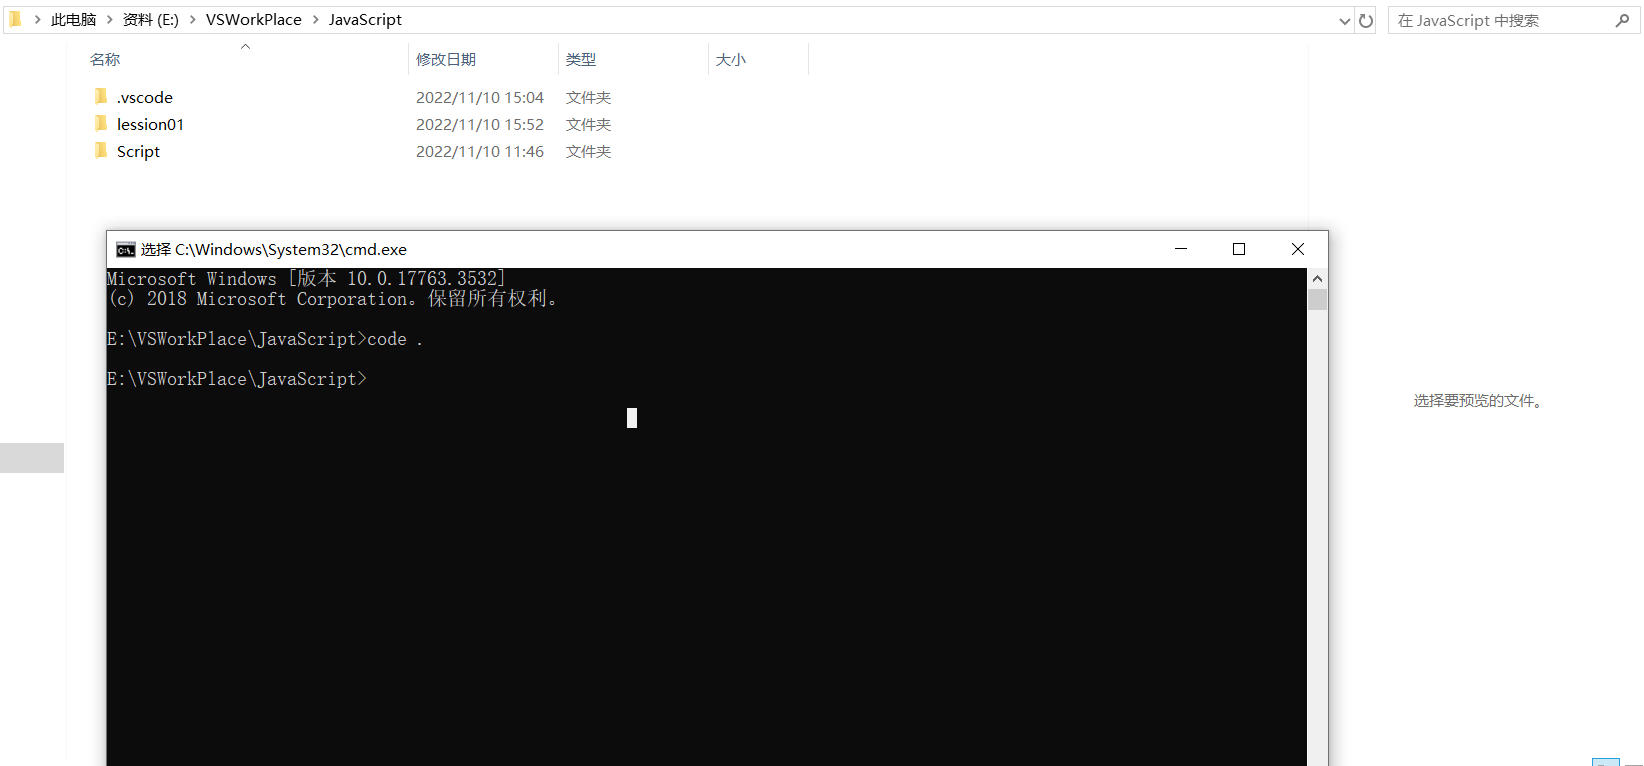 此电脑 > 资料 (E:) > VSWorkPlace > JavaScript
在 JavaScript 中搜索
名称 修改日期 类型 大小
.vscode 2022/11/10 15:04 文件夹
lession01 2022/11/10 15:52 文件夹
Script 2022/11/10 11:46 文件夹
选择 C:\Windows\System32\cmd.exe
Microsoft Windows [版本 10.0.17763.3532]
(c) 2018 Microsoft Corporation。保留所有权利。
E:\VSWorkPlace\JavaScript>code .
E:\VSWorkPlace\JavaScript>
选择要预览的文件。